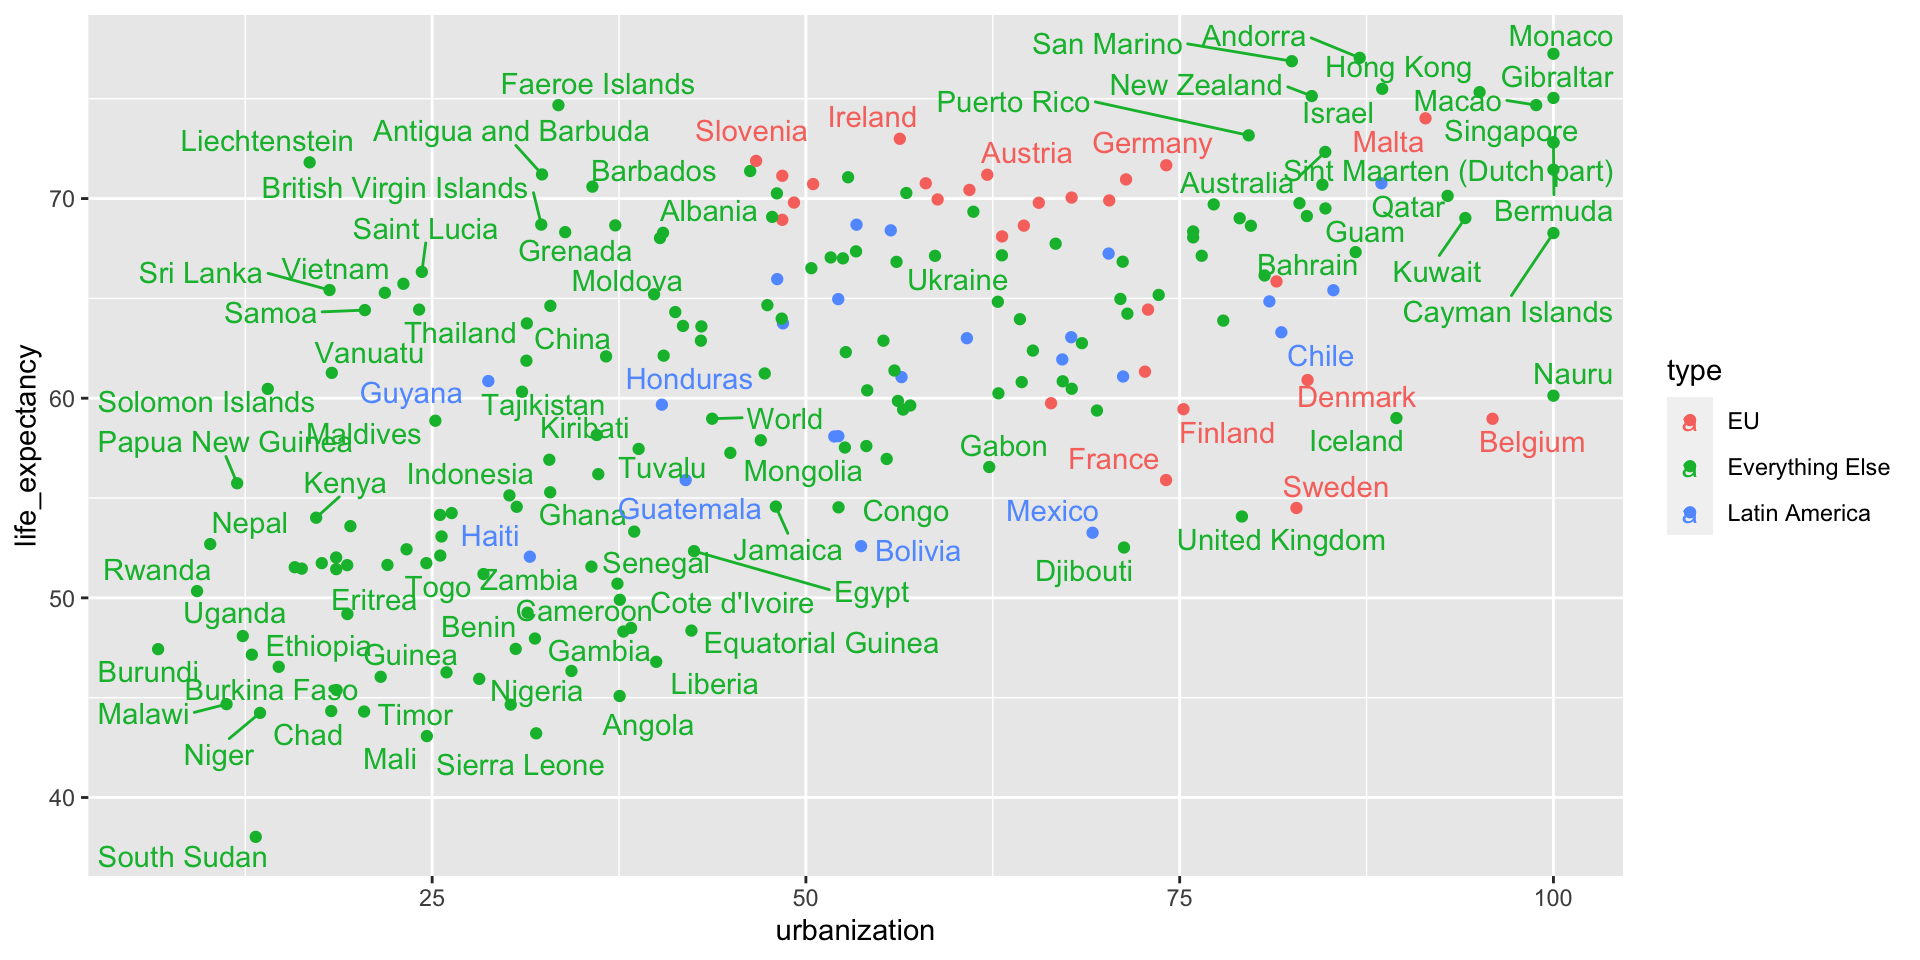 San Marino
Andorra
Monaco
Hong Kong
Gibraltar
Faeroe Islands
New Zealand
Puerto Rico
Macao
Israel
Ireland
Singapore
Slovenia
Antigua and Barbuda
Liechtenstein
Malta
Germany
Austria
Barbados
Sint Maarten (Dutch part)
Australia
British Virgin Islands
Qatar
Bermuda
Albania
Saint Lucia
Guam
Grenada
Bahrain
Vietnam
Sri Lanka
Kuwait
Moldova
Ukraine
Samoa
Cayman Islands
Thailand
China
Vanuatu
Chile
Nauru
Honduras
Guyana
Denmark
Solomon Islands
Tajikistan
World
Kiribati
Maldives
Finland
Papua New Guinea
Iceland
Belgium
Gabon
France
Tuvalu
Mongolia
Indonesia
Kenya
Sweden
Guatemala
Mexico
Congo
Ghana
Nepal
Haiti
United Kingdom
Jamaica
Bolivia
Senegal
Rwanda
Djibouti
Zambia
Togo
Egypt
Eritrea
Cote d'Ivoire
Cameroon
Uganda
Benin
Equatorial Guinea
Ethiopia
Gambia
Guinea
Burundi
Liberia
Burkina Faso
Nigeria
Malawi
Timor
Angola
Chad
Niger
Mali
Sierra Leone
South Sudan
70
60
50
40
life_expectancy
25
50
75
100
urbanization
type
a EU
a Everything Else
a Latin America